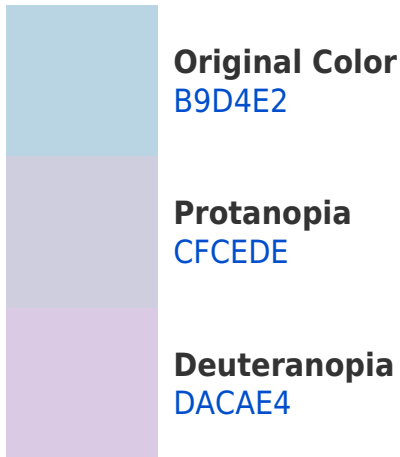 Original Color
B9D4E2
Protanopia
CFCEDE
Deuteranopia
DACAE4